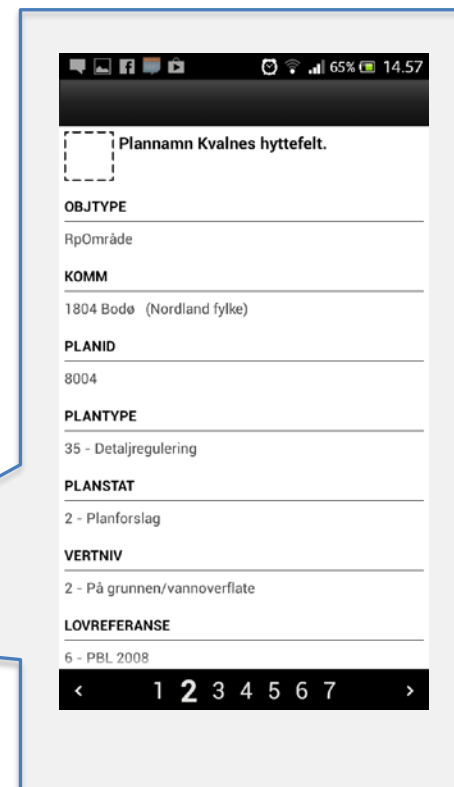 65% 14.57
Plannamn Kvalnes hyttefelt.
OBJTYPE
RpOmråde
KOMM
1804 Bodø (Nordland fylke)
PLANID
8004
PLANTYPE
35 - Detaljregulering
PLANSTAT
2 - Planforslag
VERTNIV
2 - På grunnen/vannoverflate
LOVREFERANSE
6 - PBL 2008
‹ 1 2 3 4 5 6 7 ›